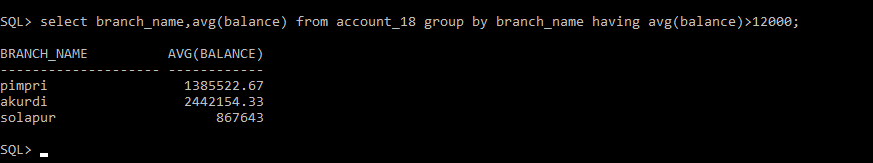 SQL> select branch_name,avg(balance) from account_18 group by branch_name having avg(balance)>12000;
BRANCH_NAME          AVG(BALANCE)
-------------------- ------------
pimpri                 1385522.67
akurdi                 2442154.33
solapur                    867643
SQL>